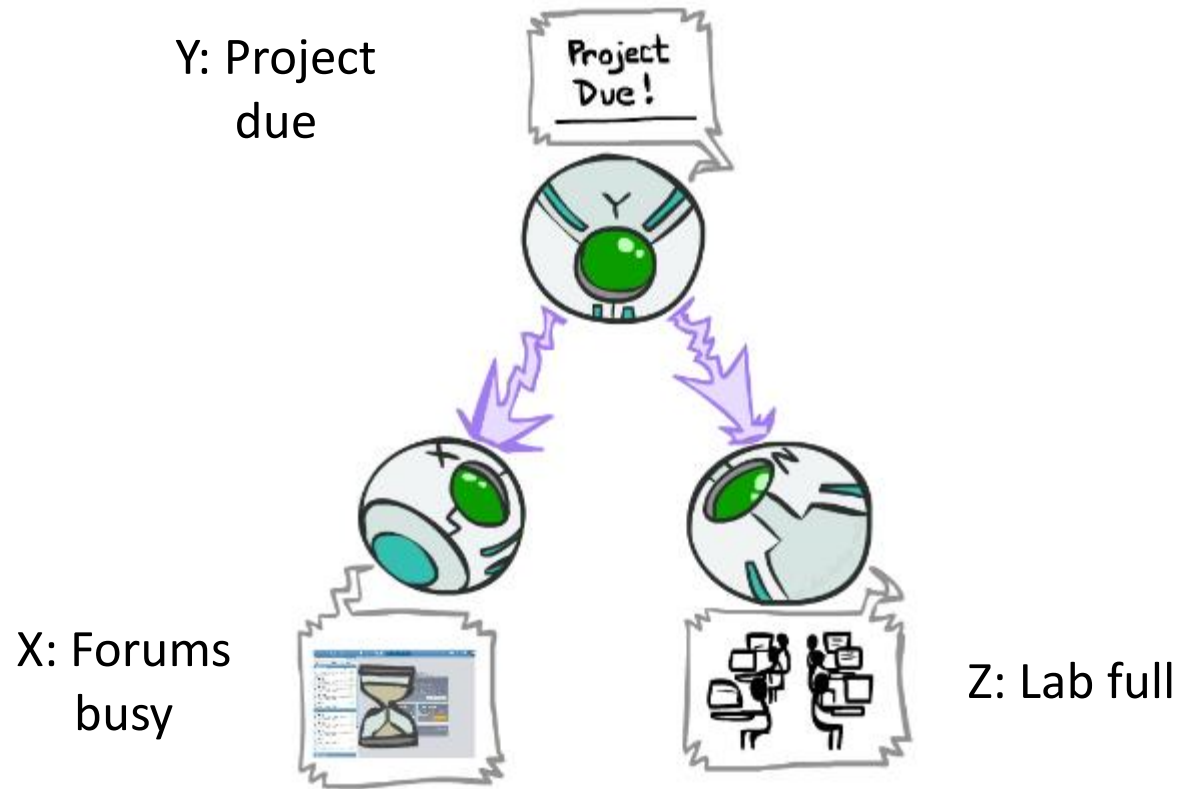 Y: Project
due
Project
Due!
Y
X
Z
X: Forums
busy
Z: Lab full